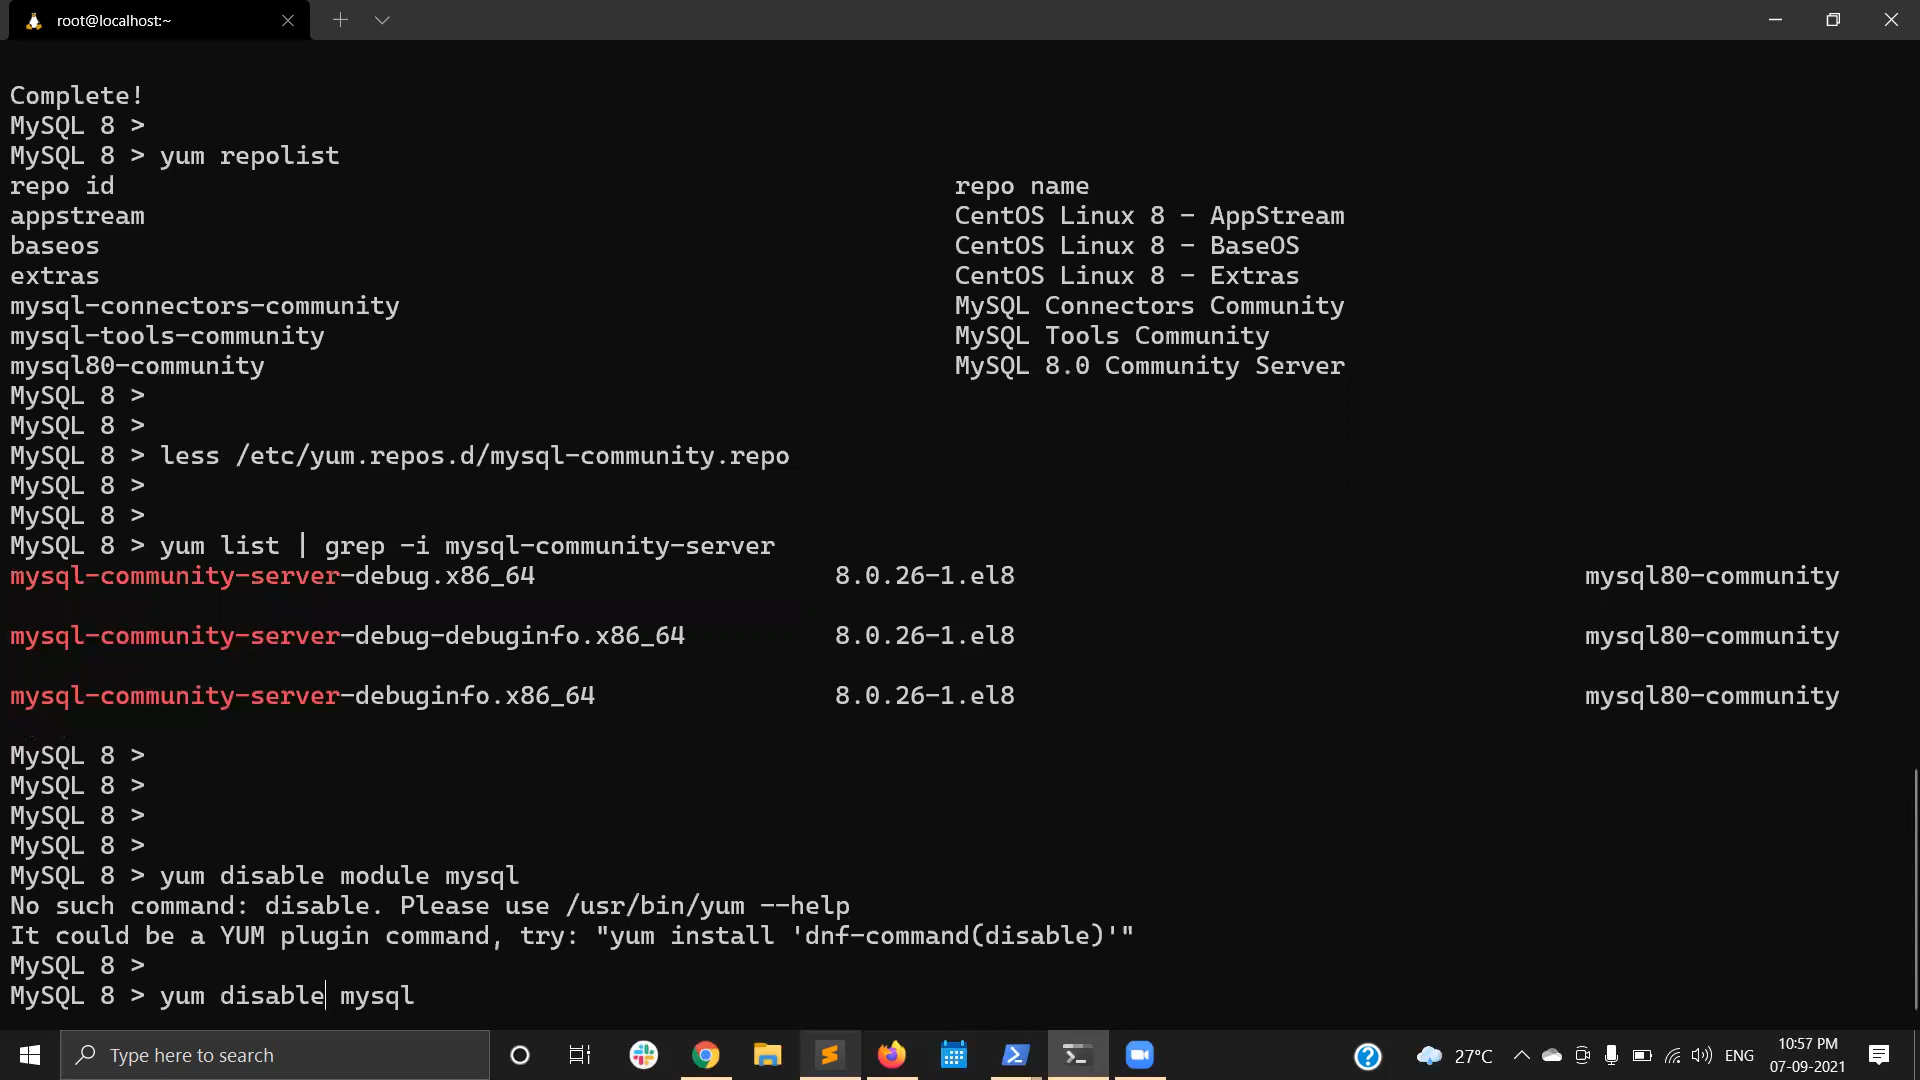 root@localhost:~
Complete!
MySQL 8 >
MySQL 8 > yum repolist
repo id repo name
appstream CentOS Linux 8 - AppStream
baseos CentOS Linux 8 - BaseOS
extras CentOS Linux 8 - Extras
mysql-connectors-community MySQL Connectors Community
mysql-tools-community MySQL Tools Community
mysql80-community MySQL 8.0 Community Server
MySQL 8 >
MySQL 8 >
MySQL 8 > less /etc/yum.repos.d/mysql-community.repo
MySQL 8 >
MySQL 8 >
MySQL 8 > yum list | grep -i mysql-community-server
mysql-community-server-debug.x86_64 8.0.26-1.el8 mysql80-community
mysql-community-server-debug-debuginfo.x86_64 8.0.26-1.el8 mysql80-community
mysql-community-server-debuginfo.x86_64 8.0.26-1.el8 mysql80-community
MySQL 8 >
MySQL 8 >
MySQL 8 >
MySQL 8 >
MySQL 8 > yum disable module mysql
No such command: disable. Please use /usr/bin/yum --help
It could be a YUM plugin command, try: "yum install 'dnf-command(disable)'"
MySQL 8 >
MySQL 8 > yum disable mysql
Type here to search
27°C
ENG
10:57 PM
07-09-2021